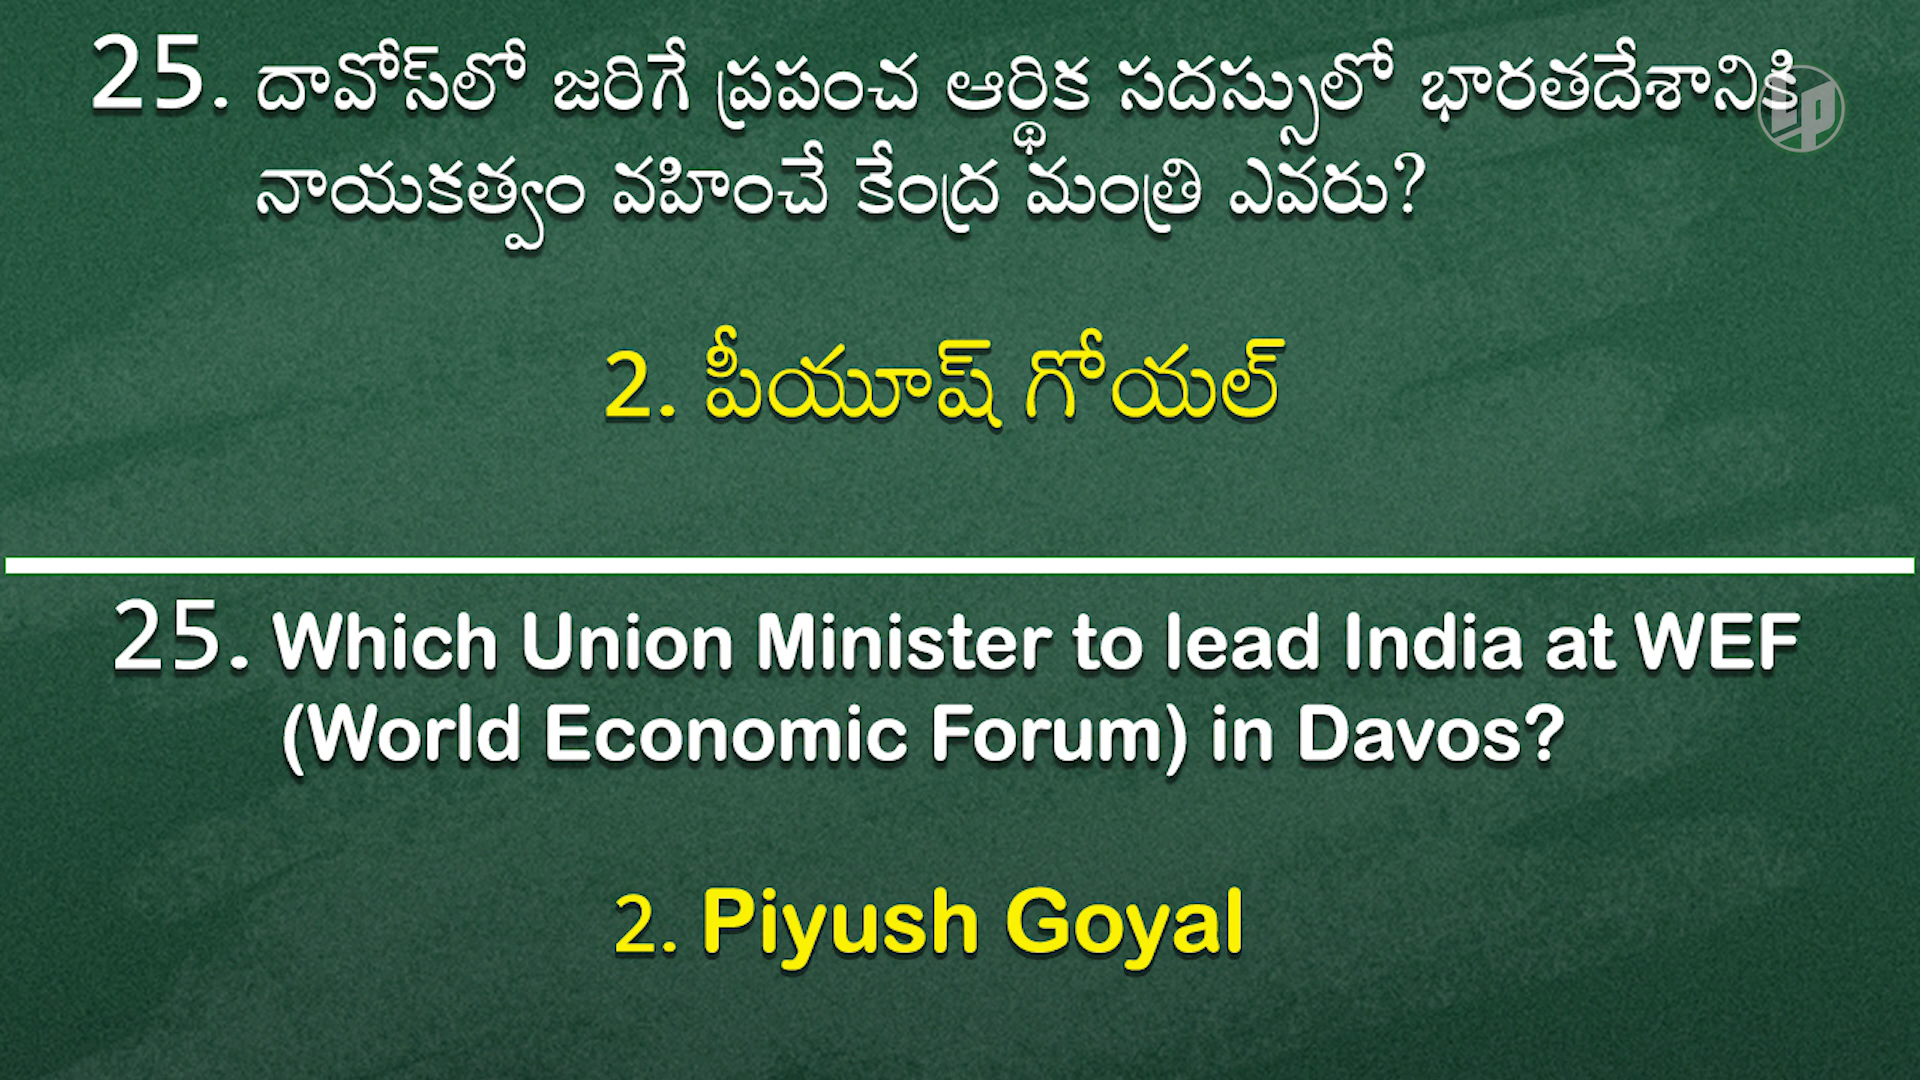 25. దావోస్‌లో జరిగే ప్రపంచ ఆర్థిక సదస్సులో భారతదేశానికి
నాయకత్వం వహించే కేంద్ర మంత్రి ఎవరు?
2. పీయూష్ గోయల్
25. Which Union Minister to lead India at WEF
(World Economic Forum) in Davos?
2. Piyush Goyal